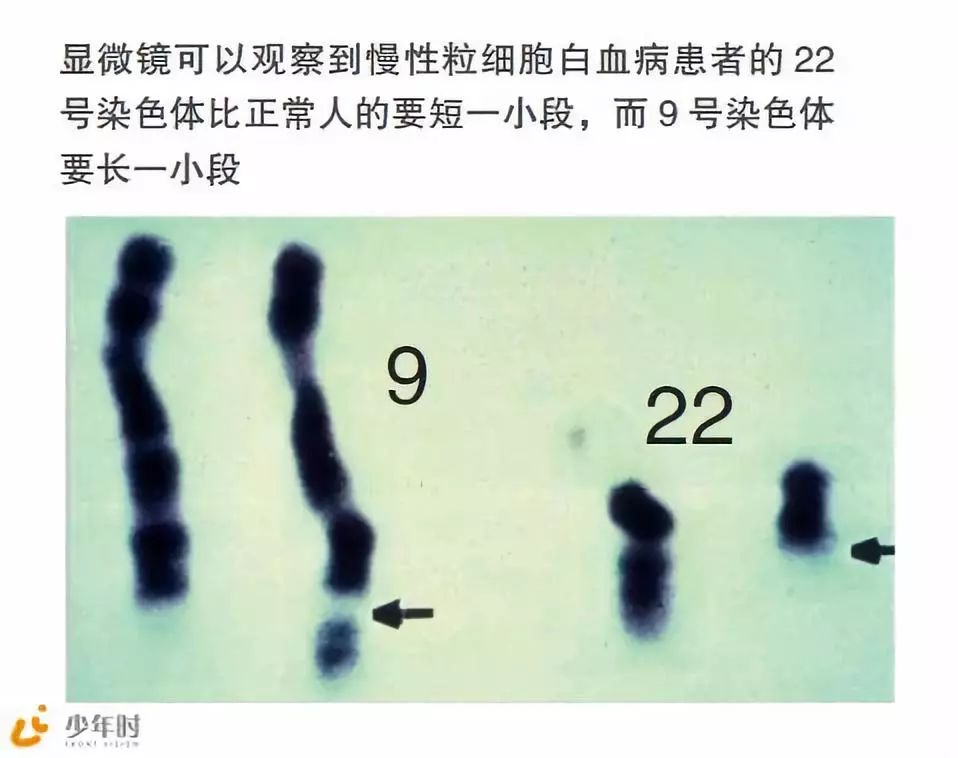 显微镜可以观察到慢性粒细胞白血病患者的 22
号染色体比正常人的要短一小段，而 9 号染色体
要长一小段
9
22
少年时